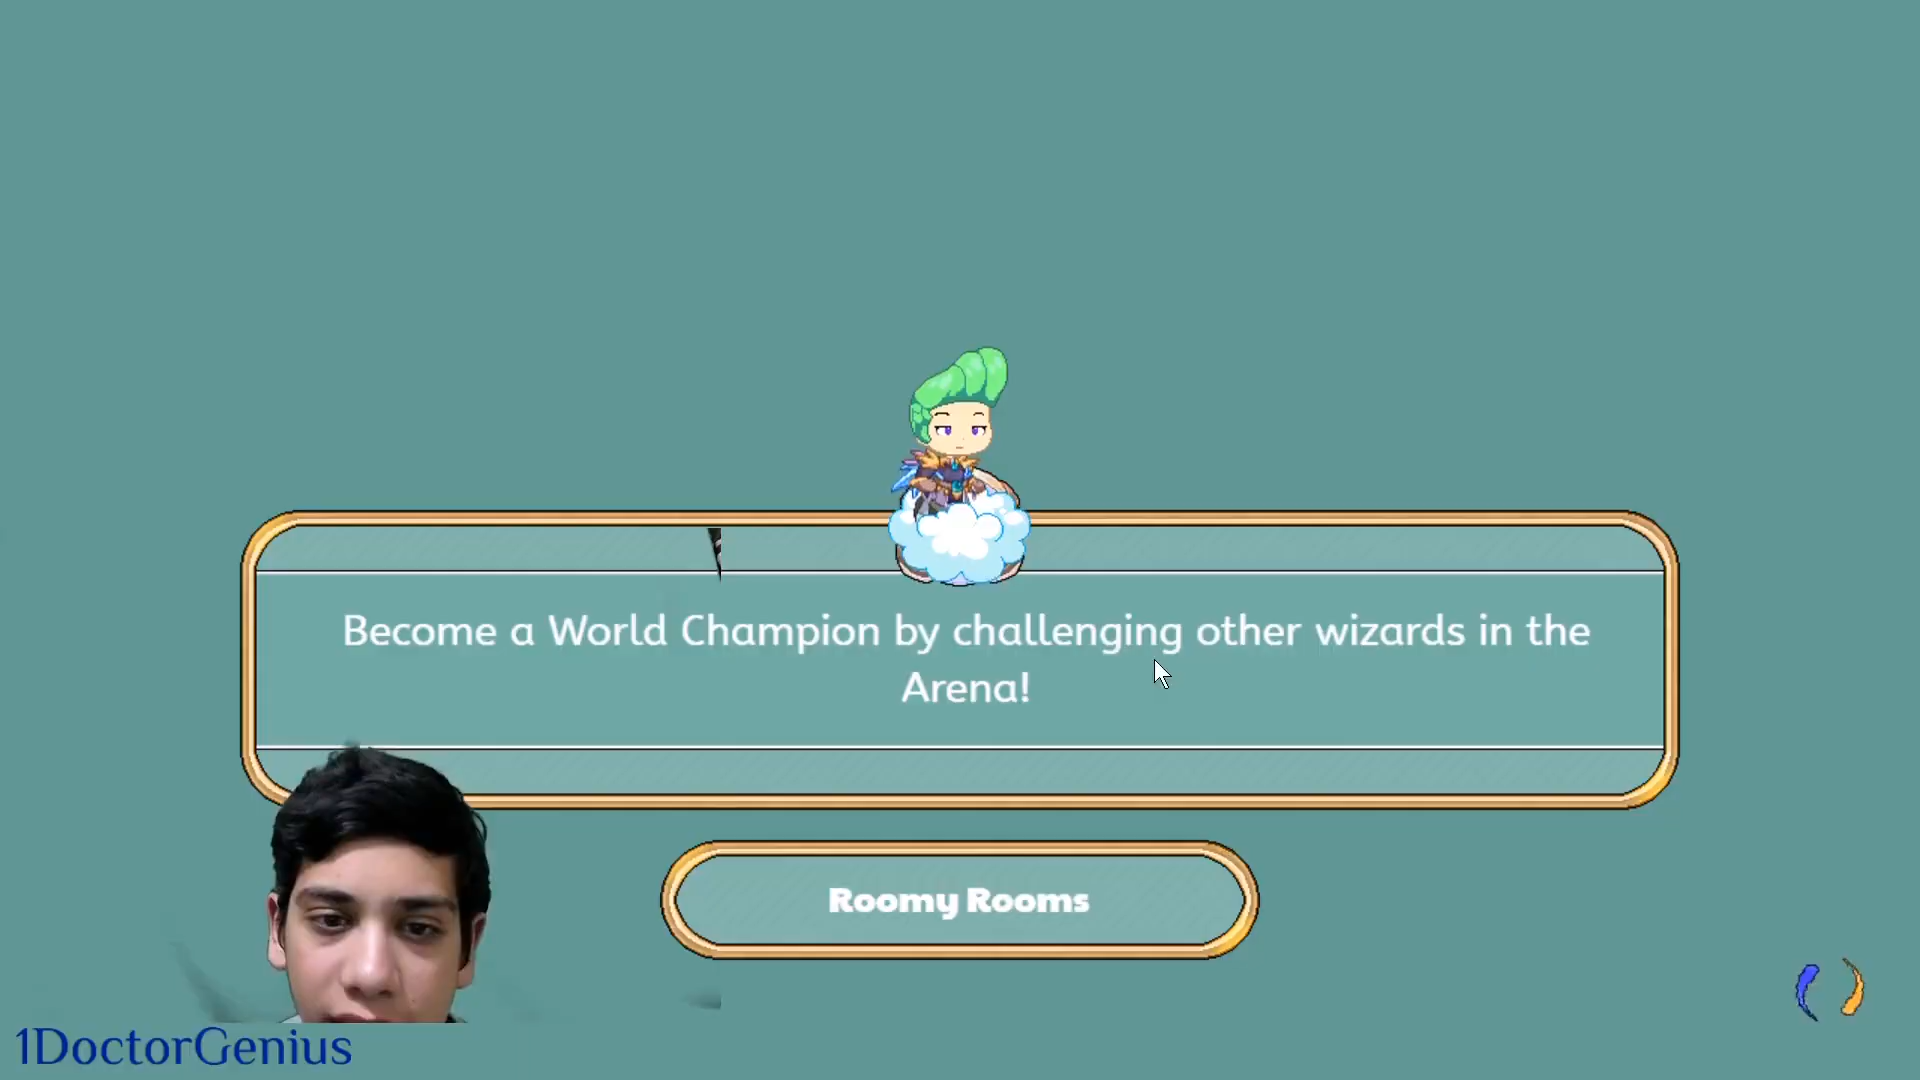 Become a World Champion by challenging other wizards in the
Arena!
Roomy Rooms
1DoctorGenius